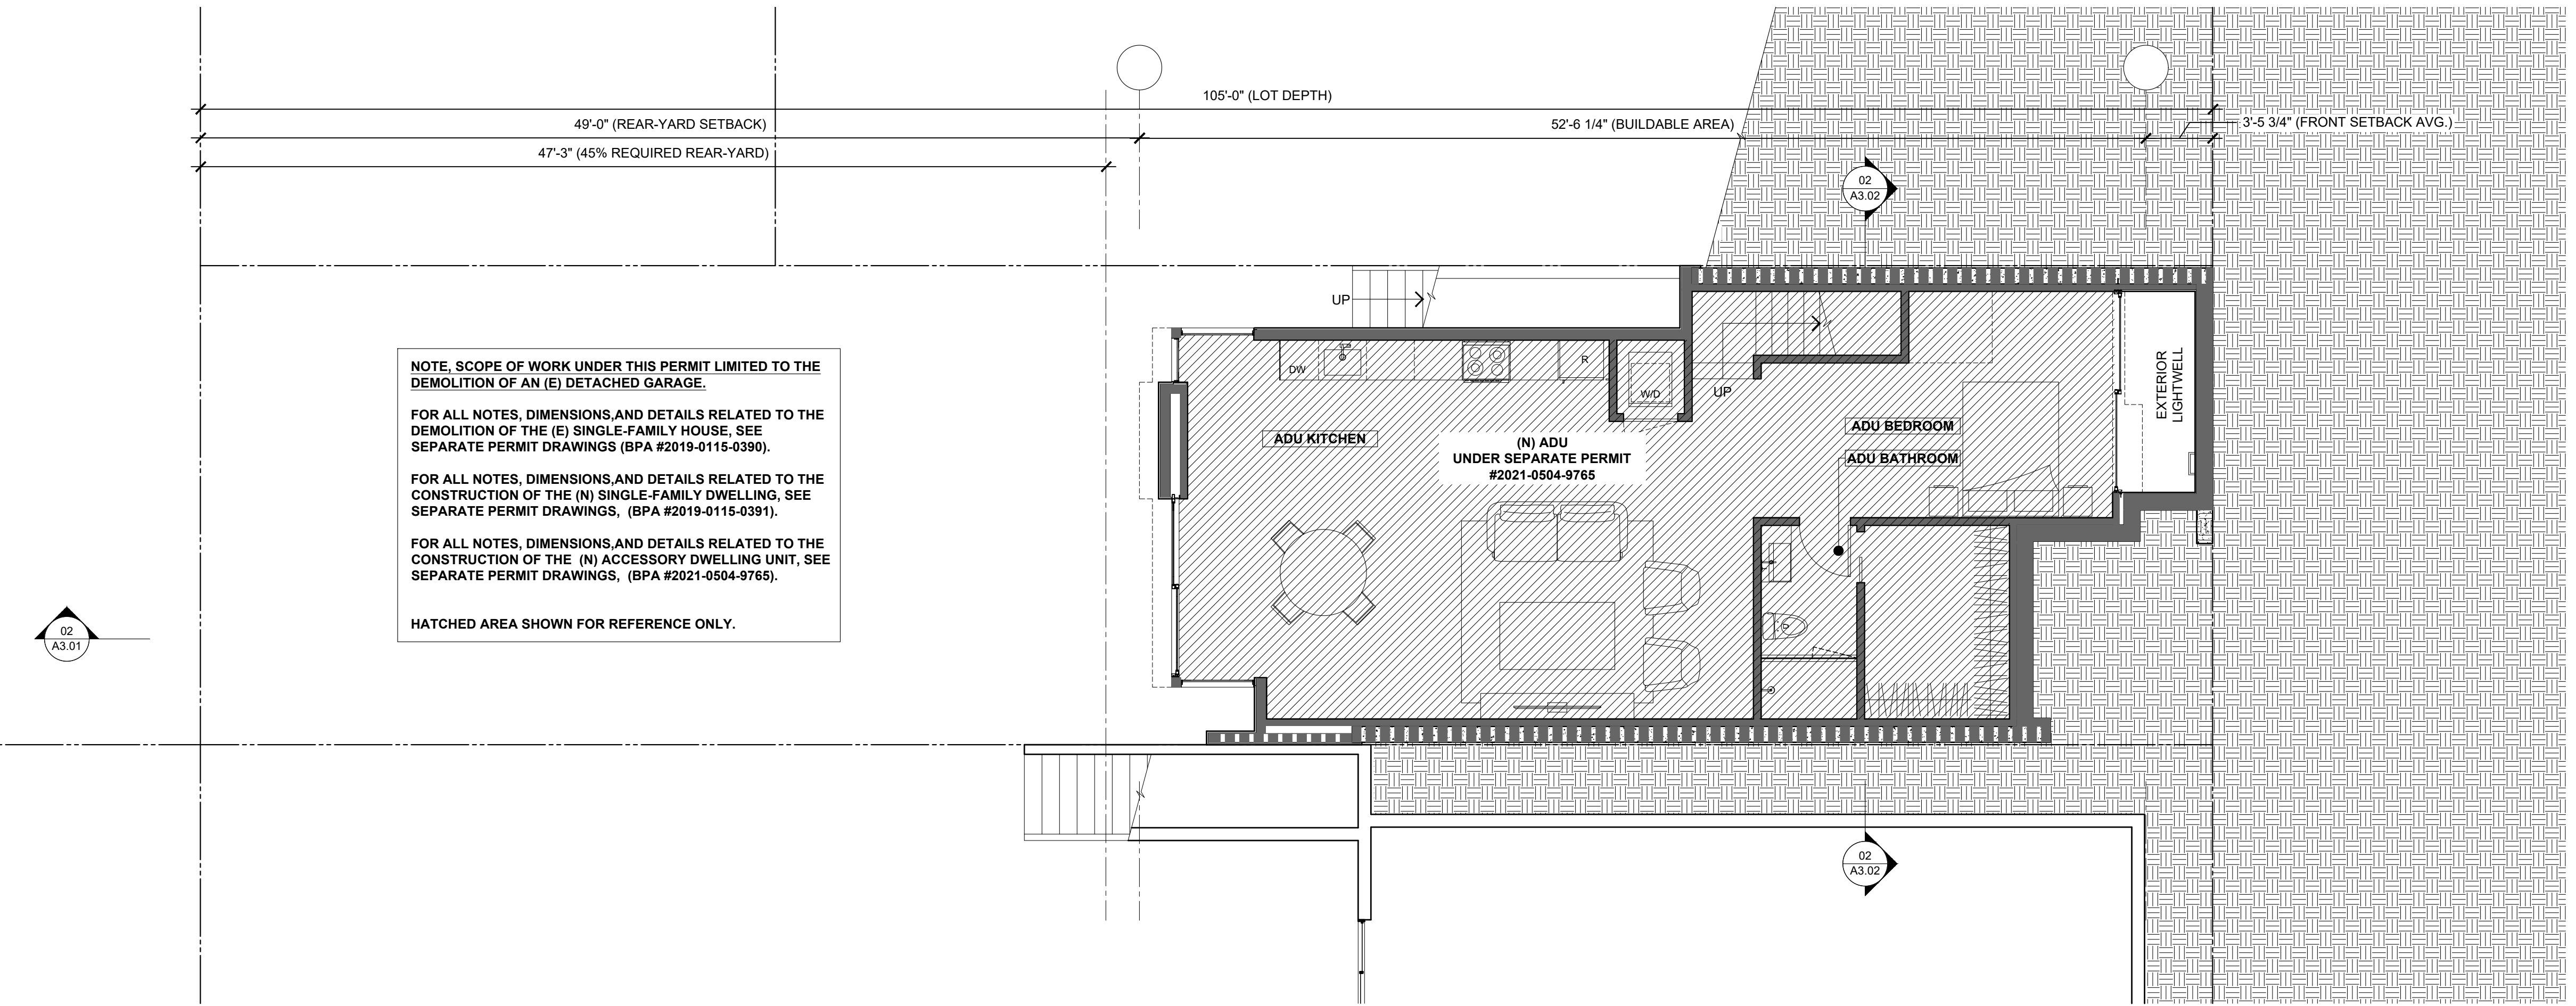 105'-0" (LOT DEPTH)
49'-0" (REAR-YARD SETBACK)
52'-6 1/4" (BUILDABLE AREA)
3'-5 3/4" (FRONT SETBACK AVG.)
47'-3" (45% REQUIRED REAR-YARD)
02
A3.02
UP
NOTE, SCOPE OF WORK UNDER THIS PERMIT LIMITED TO THE
DEMOLITION OF AN (E) DETACHED GARAGE.
FOR ALL NOTES, DIMENSIONS,AND DETAILS RELATED TO THE
DEMOLITION OF THE (E) SINGLE-FAMILY HOUSE, SEE
SEPARATE PERMIT DRAWINGS (BPA #2019-0115-0390).
FOR ALL NOTES, DIMENSIONS,AND DETAILS RELATED TO THE
CONSTRUCTION OF THE (N) SINGLE-FAMILY DWELLING, SEE
SEPARATE PERMIT DRAWINGS, (BPA #2019-0115-0391).
FOR ALL NOTES, DIMENSIONS,AND DETAILS RELATED TO THE
CONSTRUCTION OF THE (N) ACCESSORY DWELLING UNIT, SEE
SEPARATE PERMIT DRAWINGS, (BPA #2021-0504-9765).
HATCHED AREA SHOWN FOR REFERENCE ONLY.
DW
R
W/D
UP
EXTERIOR
LIGHTWELL
ADU KITCHEN
(N) ADU
UNDER SEPARATE PERMIT
#2021-0504-9765
ADU BEDROOM
ADU BATHROOM
02
A3.01
02
A3.02